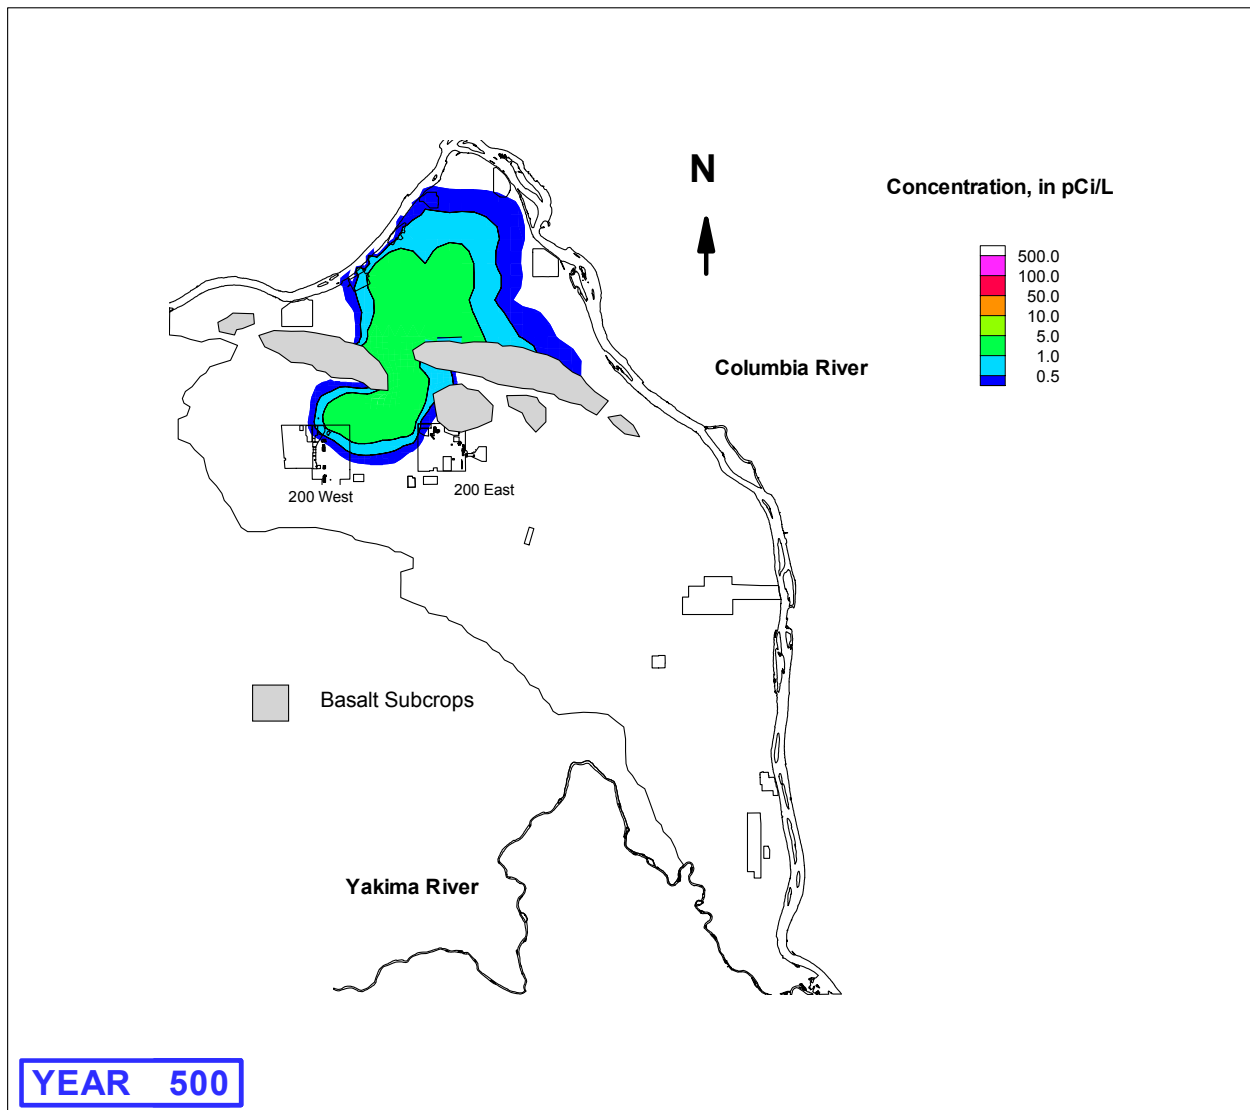 N
Concentration, in pCi/L
500.0
100.0
50.0
10.0
5.0
1.0
0.5
Columbia River
200 West
200 East
Basalt Subcrops
Yakima River
YEAR 500